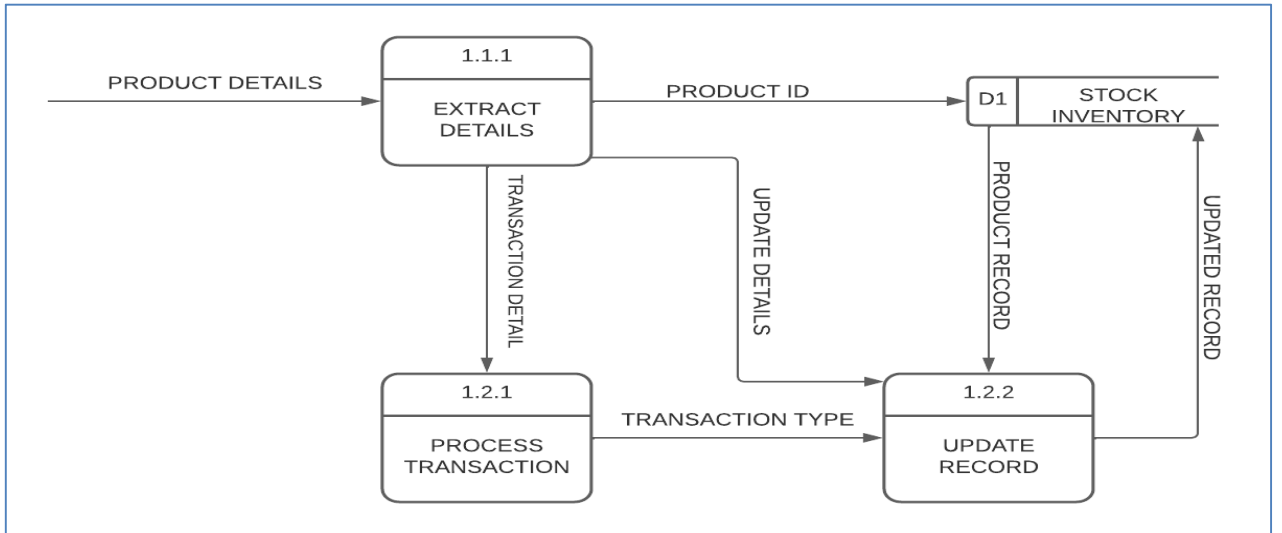 1.1.1
PRODUCT DETAILS
EXTRACT
DETAILS
PRODUCT ID
D1
STOCK
INVENTORY
TRANSACTION DETAIL
UPDATE DETAILS
PRODUCT RECORD
UPDATED RECORD
1.2.1
PROCESS
TRANSACTION
TRANSACTION TYPE
1.2.2
UPDATE
RECORD